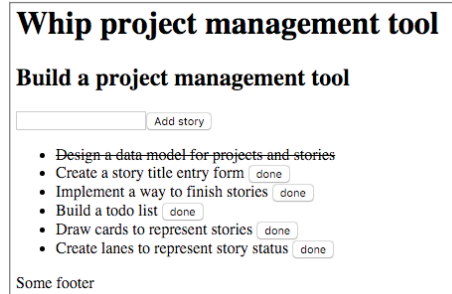 Whip project management tool
Build a project management tool
Add story
Design a data model for projects and stories
Create a story title entry form done
Implement a way to finish stories done
Build a todo list done
Draw cards to represent stories done
Create lanes to represent story status done
Some footer